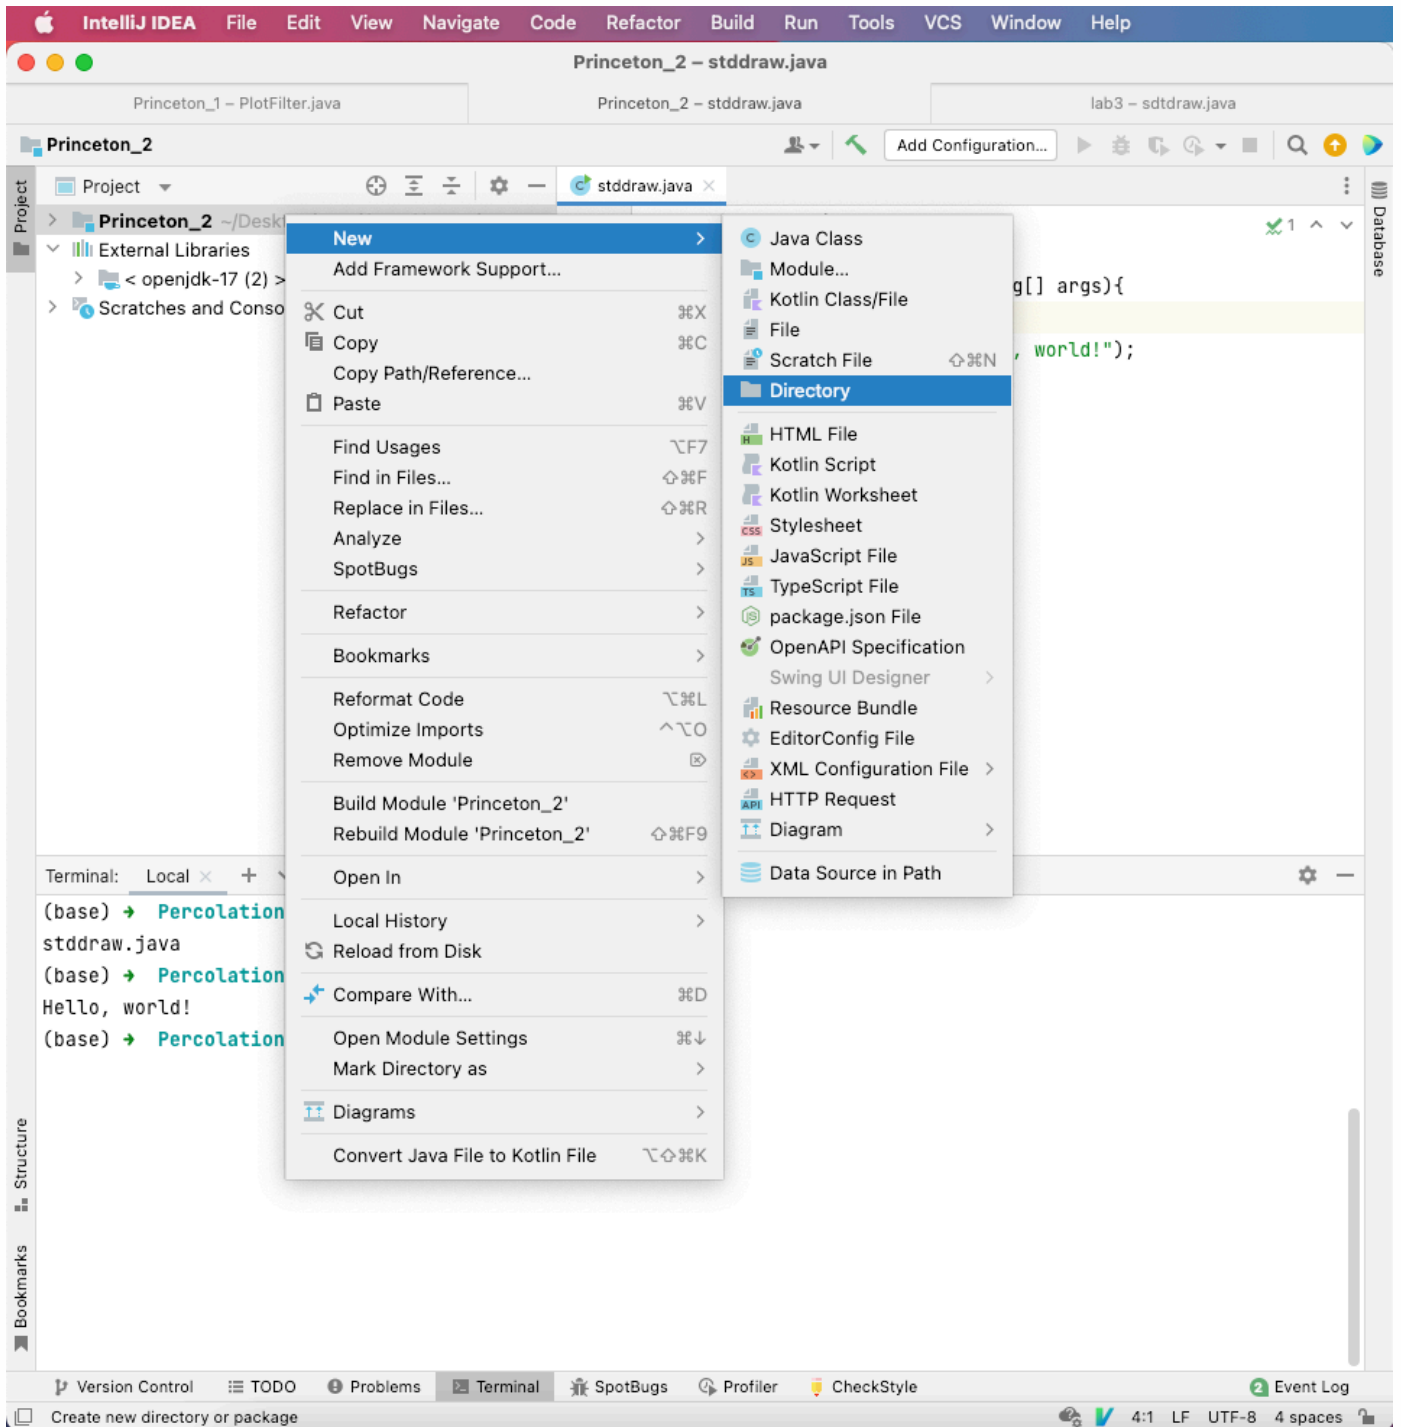 IntelliJ IDEA File Edit View Navigate Code Refactor Build Run Tools VCS Window Help
Princeton_2 – stddraw.java
Princeton_1 – PlotFilter.java
Princeton_2 – stddraw.java
lab3 – sdtdraw.java
Princeton_2
Add Configuration...
Project
Project
stddraw.java
Princeton_2 ~/Deskt
External Libraries
< openjdk-17 (2) >
Scratches and Conso
1
g[] args){
, world!");
Database
New
Add Framework Support...
Cut ⌘X
Copy ⌘C
Copy Path/Reference...
Paste ⌘V
Find Usages ⌥F7
Find in Files... ⇧⌘F
Replace in Files... ⇧⌘R
Analyze
SpotBugs
Refactor
Bookmarks
Reformat Code ⌥⌘L
Optimize Imports ^⌥O
Remove Module ⌦
Build Module 'Princeton_2'
Rebuild Module 'Princeton_2' ⇧⌘F9
Open In
Local History
Reload from Disk
Compare With... ⌘D
Open Module Settings ⌘↓
Mark Directory as
Diagrams
Convert Java File to Kotlin File ⌥⇧⌘K
Java Class
Module...
Kotlin Class/File
File
Scratch File ⇧⌘N
Directory
HTML File
Kotlin Script
Kotlin Worksheet
Stylesheet
JavaScript File
TypeScript File
package.json File
OpenAPI Specification
Swing UI Designer
Resource Bundle
EditorConfig File
XML Configuration File
HTTP Request
Diagram
Data Source in Path
Terminal: Local
(base) → Percolation
stddraw.java
(base) → Percolation
Hello, world!
(base) → Percolation
Structure
Bookmarks
Version Control TODO Problems Terminal SpotBugs Profiler CheckStyle 2 Event Log
Create new directory or package 4:1 LF UTF-8 4 spaces